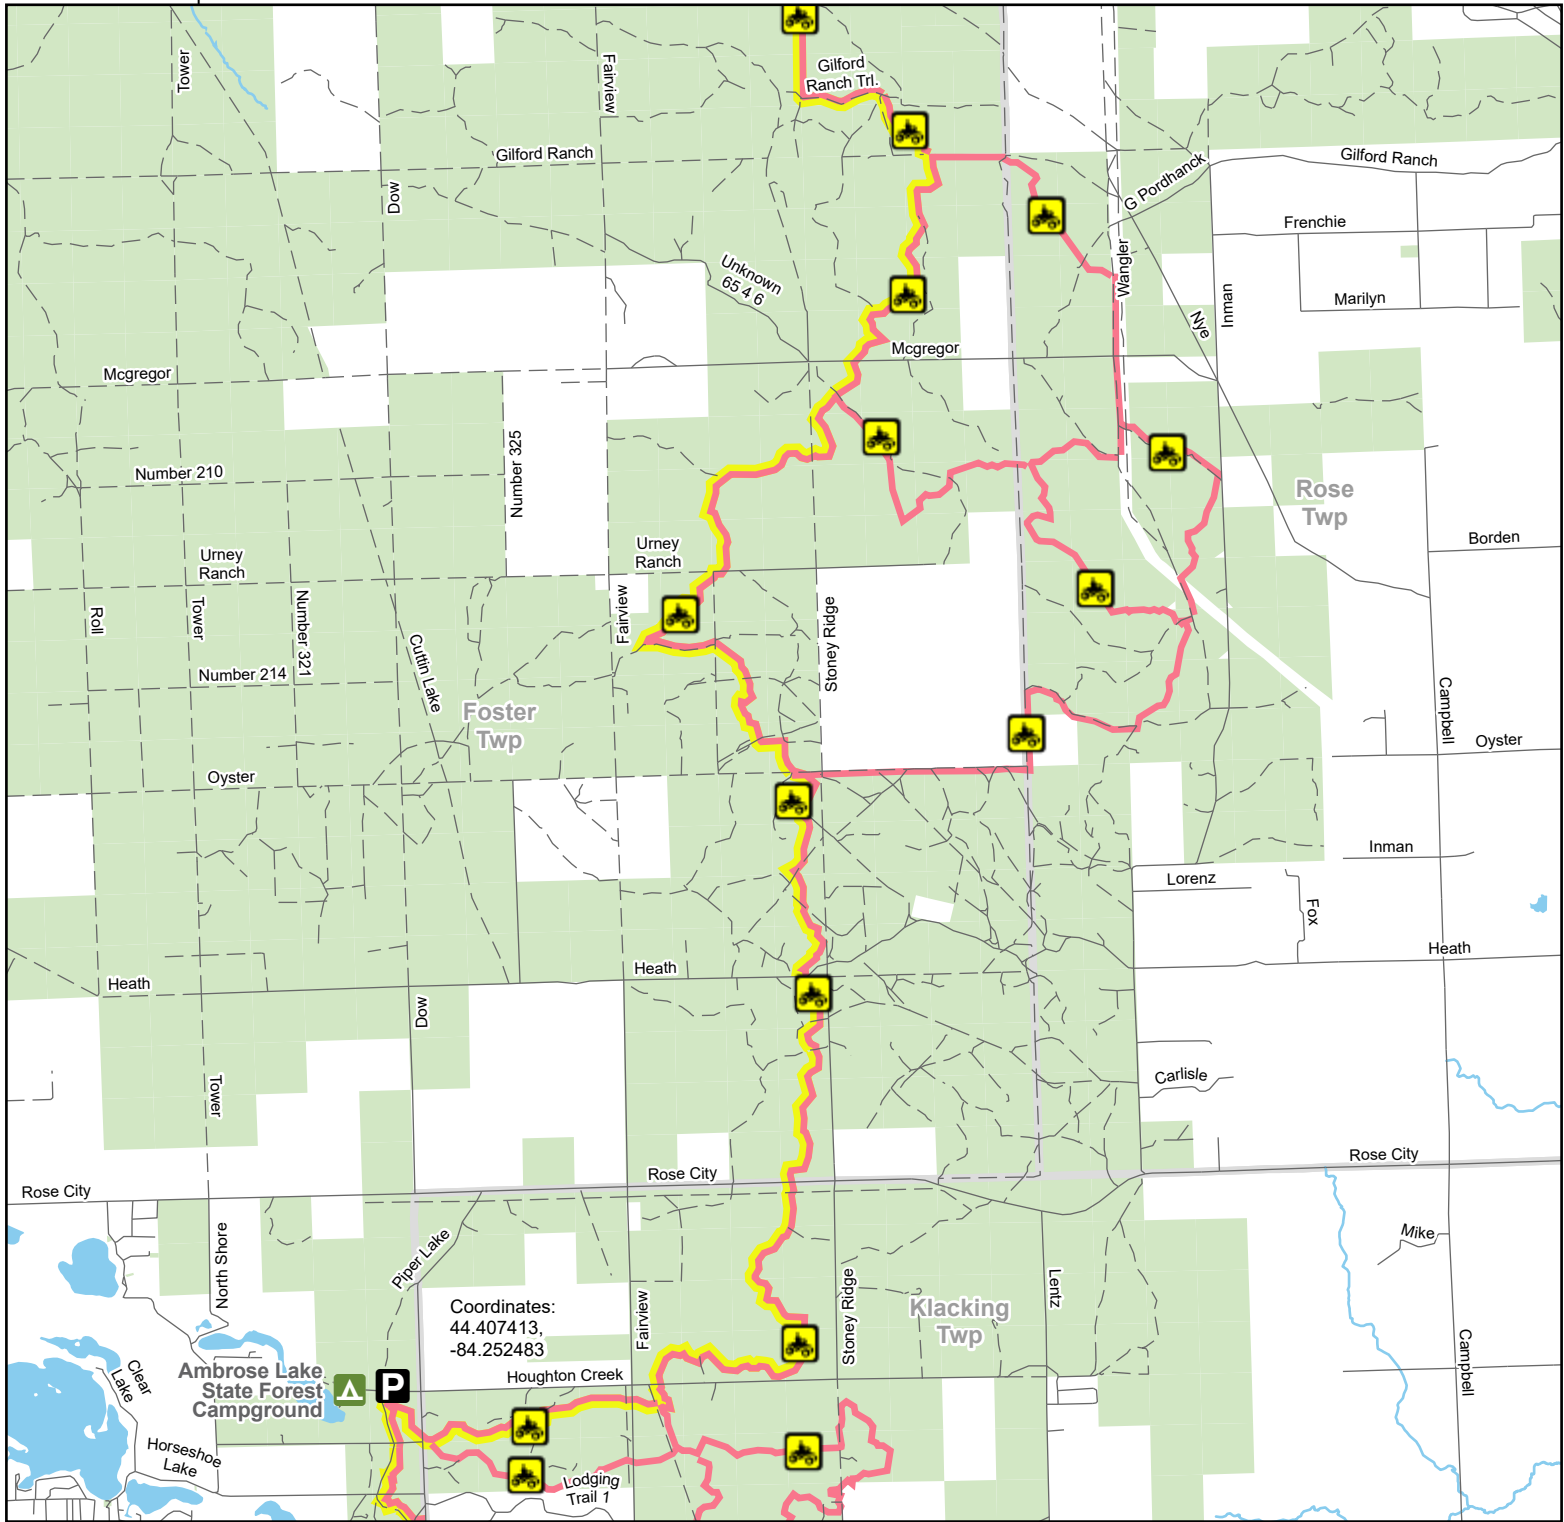 Tower
Fairview
Gilford
Ranch Trl.
Gilford Ranch
Dow
G Pordhanck
Gilford Ranch
Frenchie
Unknown
65 4 6
Wangler
Inman
Marilyn
Nye
Mcgregor
Mcgregor
Number 210
Number 325
Rose
Twp
Borden
Urney
Ranch
Urney
Ranch
Roll
Tower
Number 321
Fairview
Stoney Ridge
Number 214
Cuttin Lake
Foster
Twp
Campbell
Oyster
Oyster
Inman
Lorenz
Fox
Heath
Heath
Heath
Dow
Tower
Carlisle
Rose City
Rose City
Rose City
North Shore
Piper Lake
Mike
Coordinates:
44.407413,
-84.252483
Fairview
Stoney Ridge
Klacking
Twp
Lentz
Campbell
Clear
Lake
Ambrose Lake
State Forest
Campground
P
Houghton Creek
Horseshoe
Lake
Lodging
Trail 1